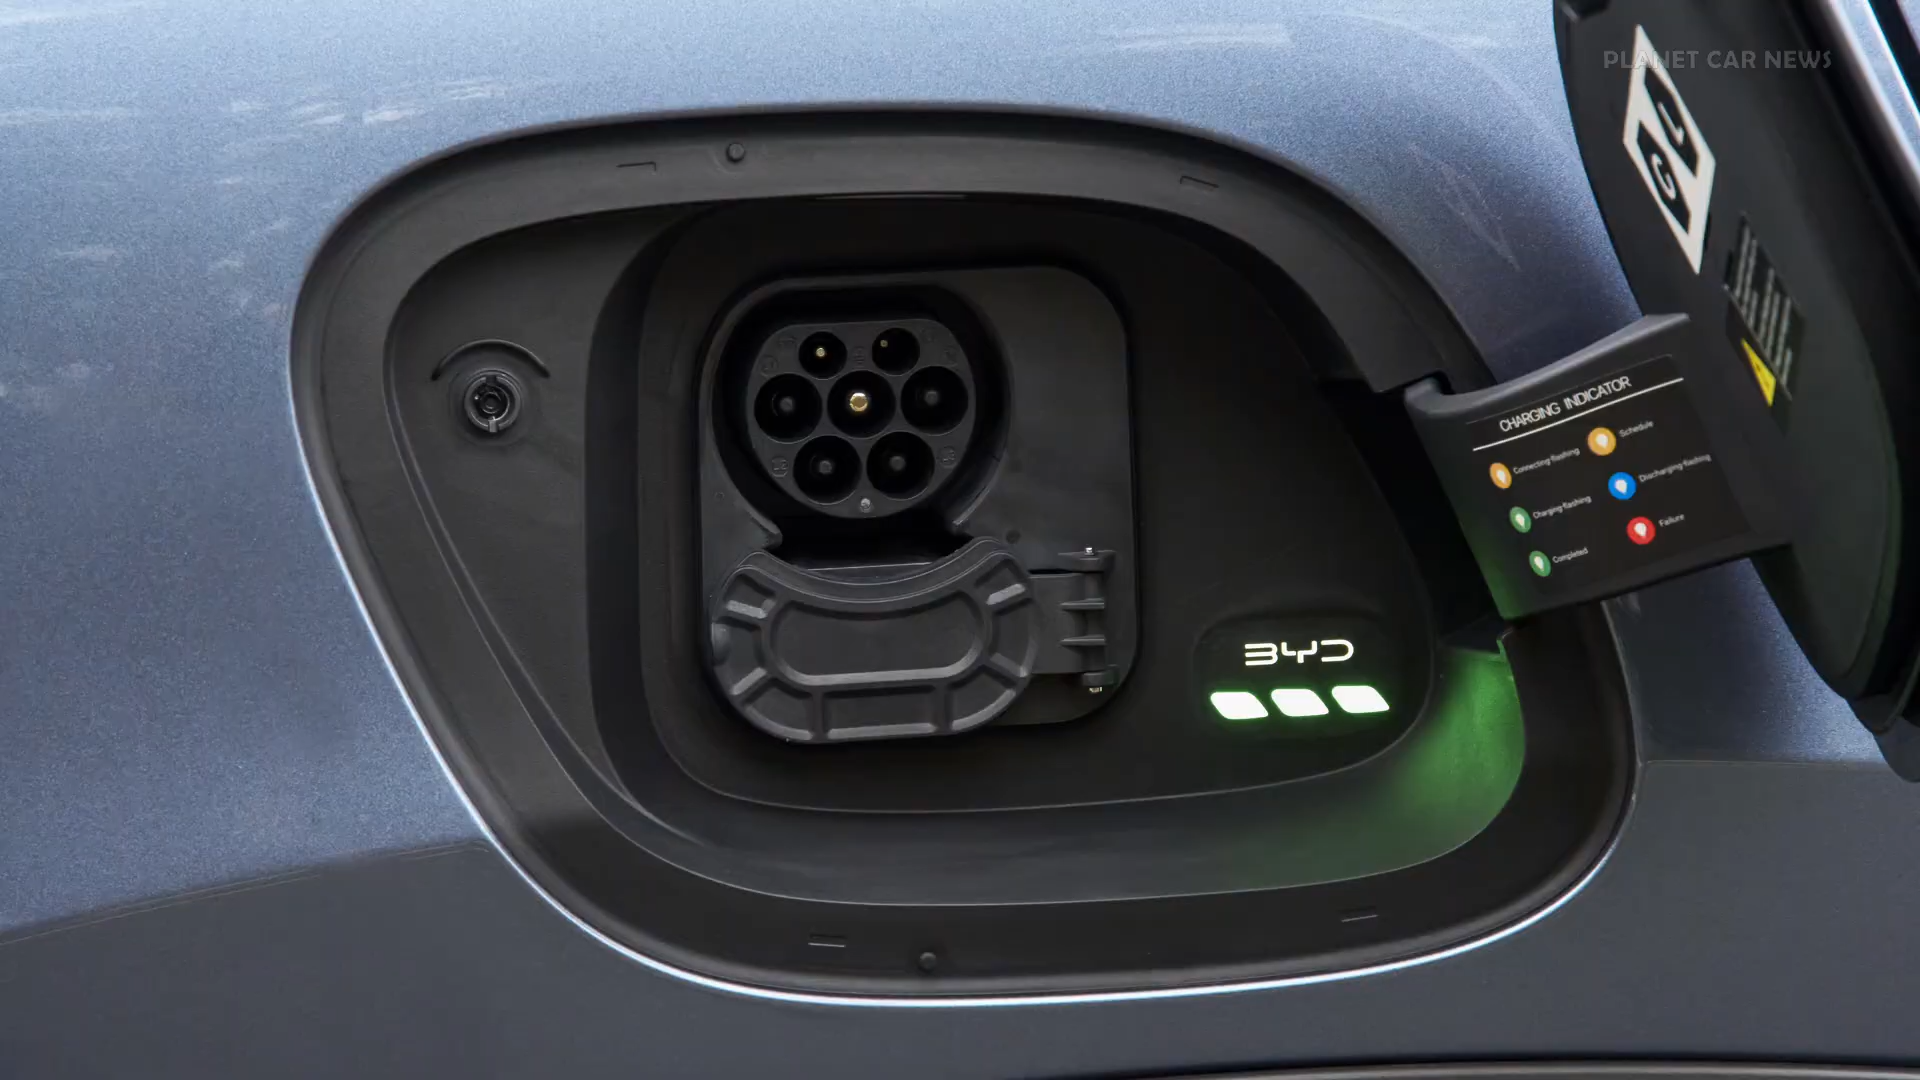 PLANET CAR NEWS
J
G
CHARGING INDICATOR
Connecting-flashing
Schedule
Charging-flashing
Discharging-flashing
Completed
Failure
BYD